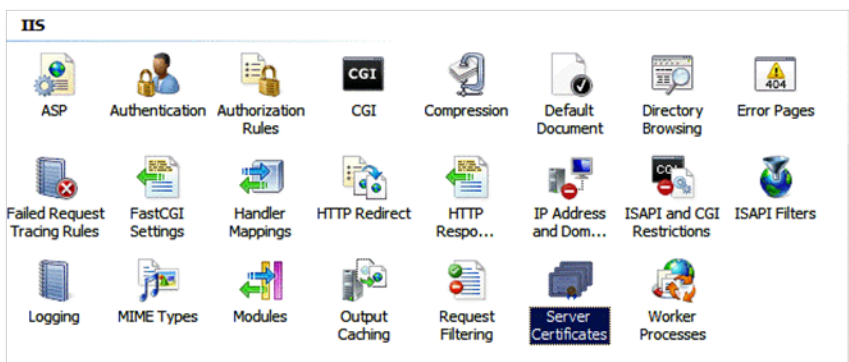 IIS
CGI
404
ASP
Authentication
Authorization
Rules
CGI
Compression
Default
Document
Directory
Browsing
Error Pages
CGI
Failed Request
Tracing Rules
FastCGI
Settings
Handler
Mappings
HTTP Redirect
HTTP
Respo...
IP Address
and Dom...
ISAPI and CGI
Restrictions
ISAPI Filters
Logging
MIME Types
Modules
Output
Caching
Request
Filtering
Server
Certificates
Worker
Processes